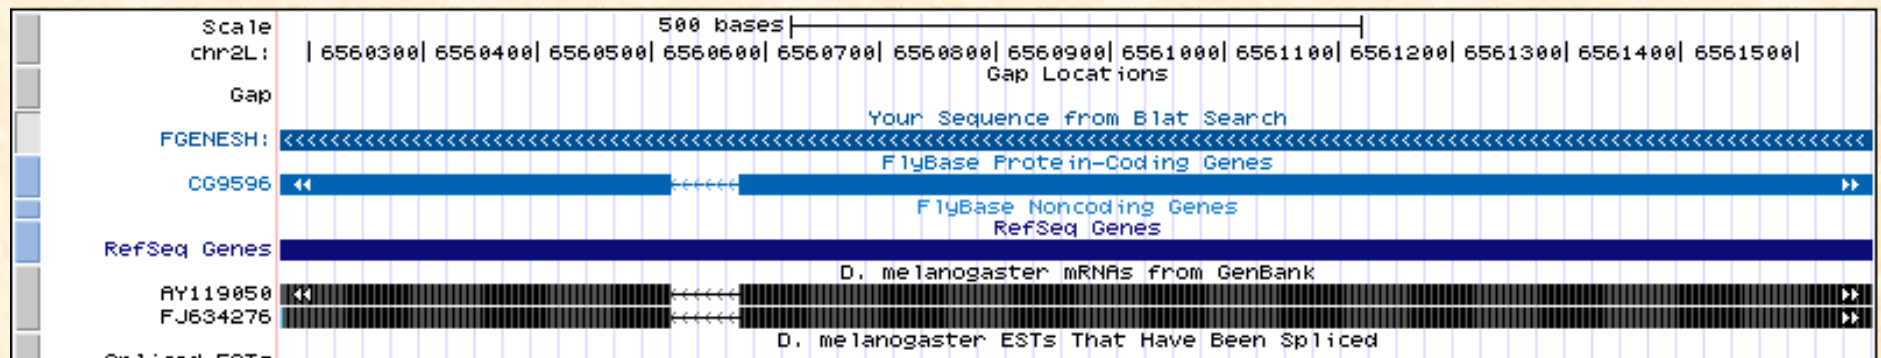 Scale 500 bases
chr2L: 6560300 6560400 6560500 6560600 6560700 6560800 6560900 6561000 6561100 6561200 6561300 6561400 6561500
Gap Locations
Gap
Your Sequence from Blat Search
FGENESH:
FlyBase Protein-Coding Genes
CG9596
FlyBase Noncoding Genes
RefSeq Genes
RefSeq Genes
D. melanogaster mRNAs from GenBank
AY119050
FJ634276
D. melanogaster ESTs That Have Been Spliced
Spliced ESTs